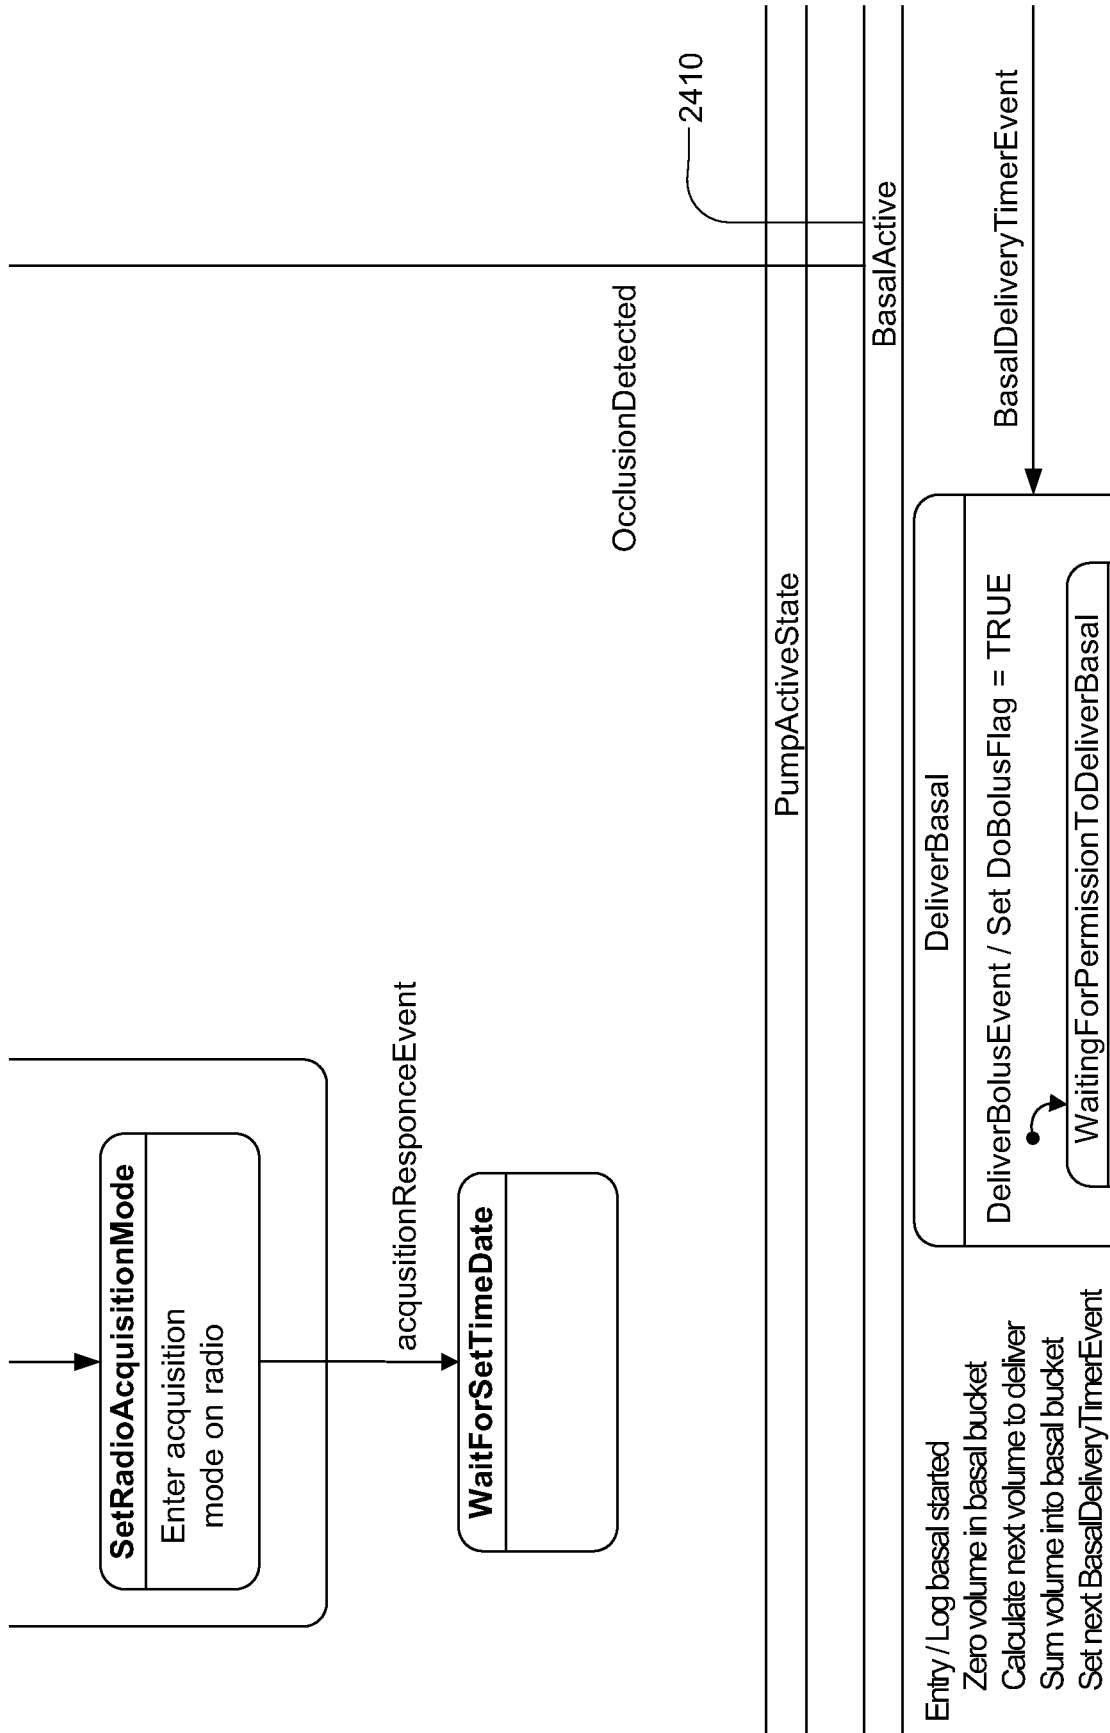 SetRadioAcquisitionMode
Enter acquisition
mode on radio
acqusitionResponceEvent
WaitForSetTimeDate
OcclusionDetected
2410
PumpActiveState
BasalActive
Entry / Log basal started
Zero volume in basal bucket
Calculate next volume to deliver
Sum volume into basal bucket
Set next BasalDeliveryTimerEvent
DeliverBasal
DeliverBolusEvent / Set DoBolusFlag = TRUE
WaitingForPermissionToDeliverBasal
BasalDeliveryTimerEvent